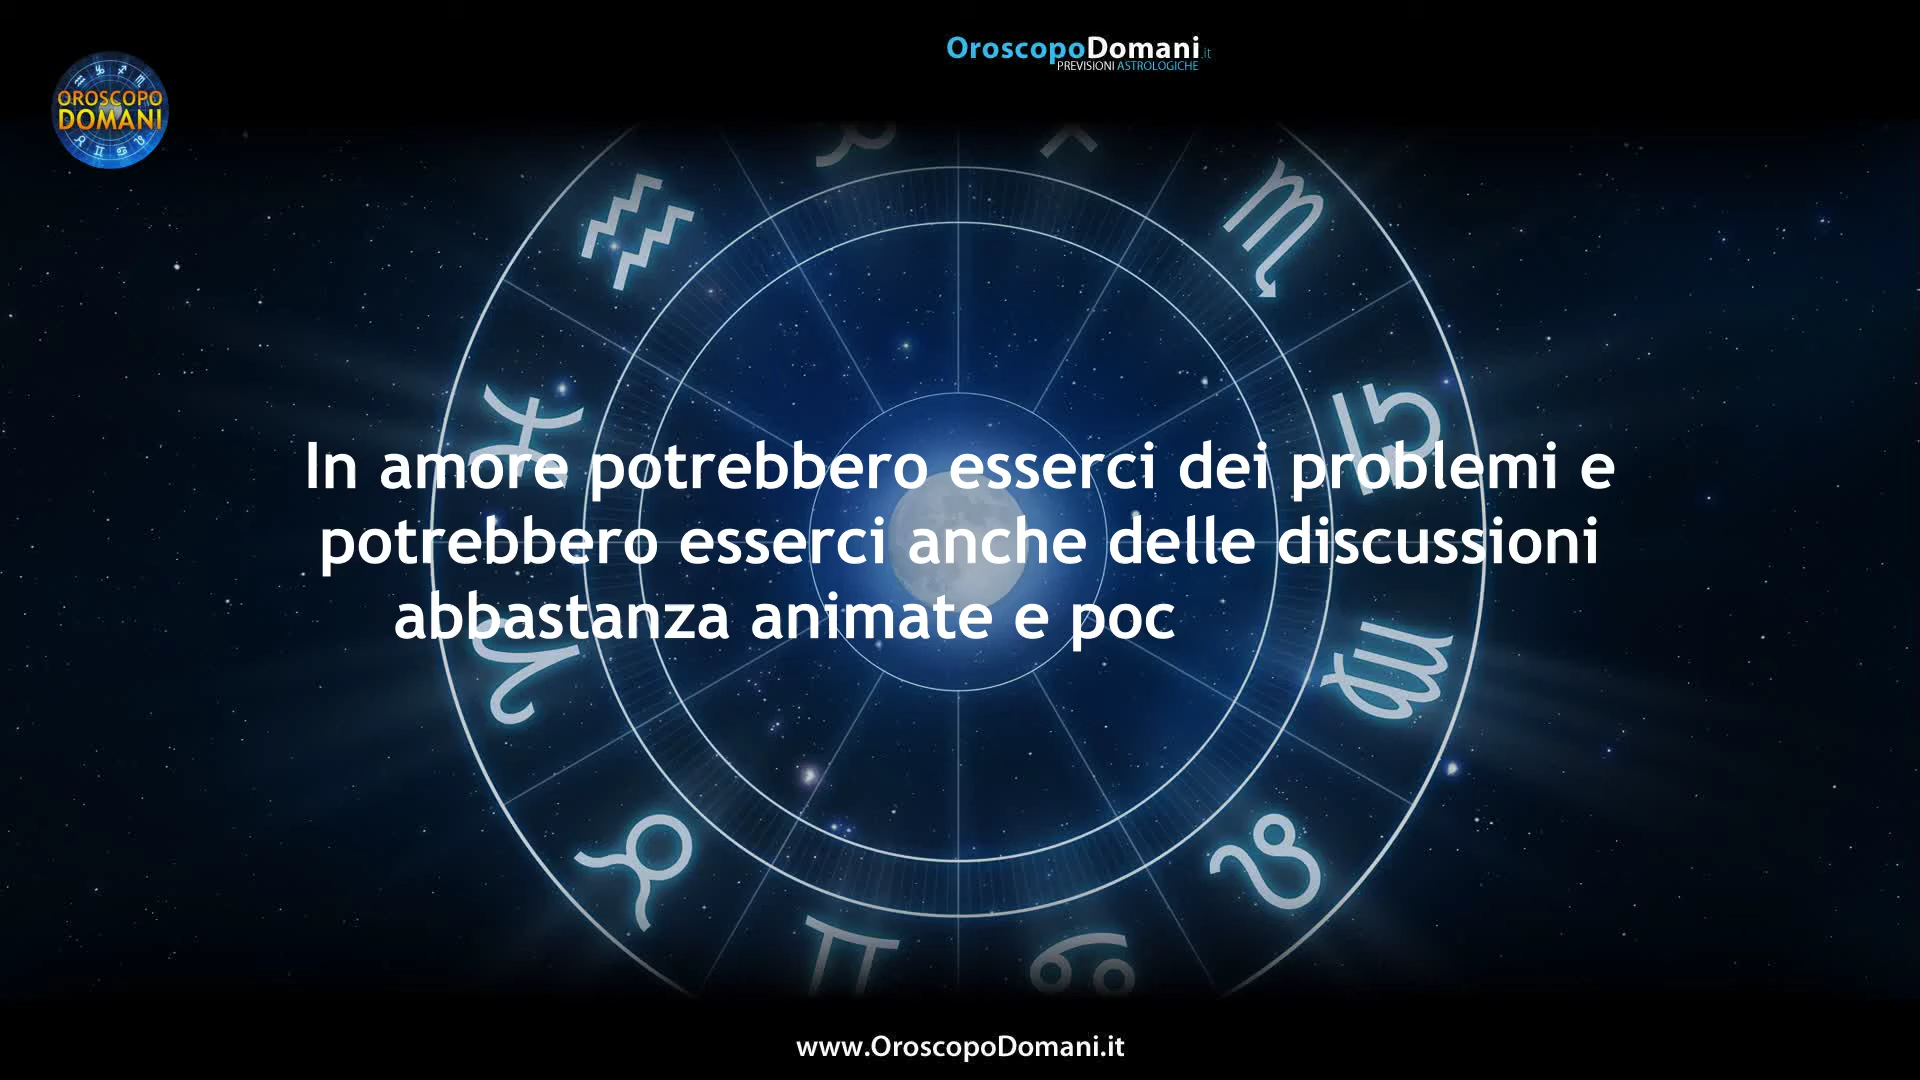 OroscopoDomani.it
PREVISIONI ASTROLOGICHE
OROSCOPO
DOMANI
In amore potrebbero esserci dei problemi e
potrebbero esserci anche delle discussioni
abbastanza animate e poc
www.OroscopoDomani.it